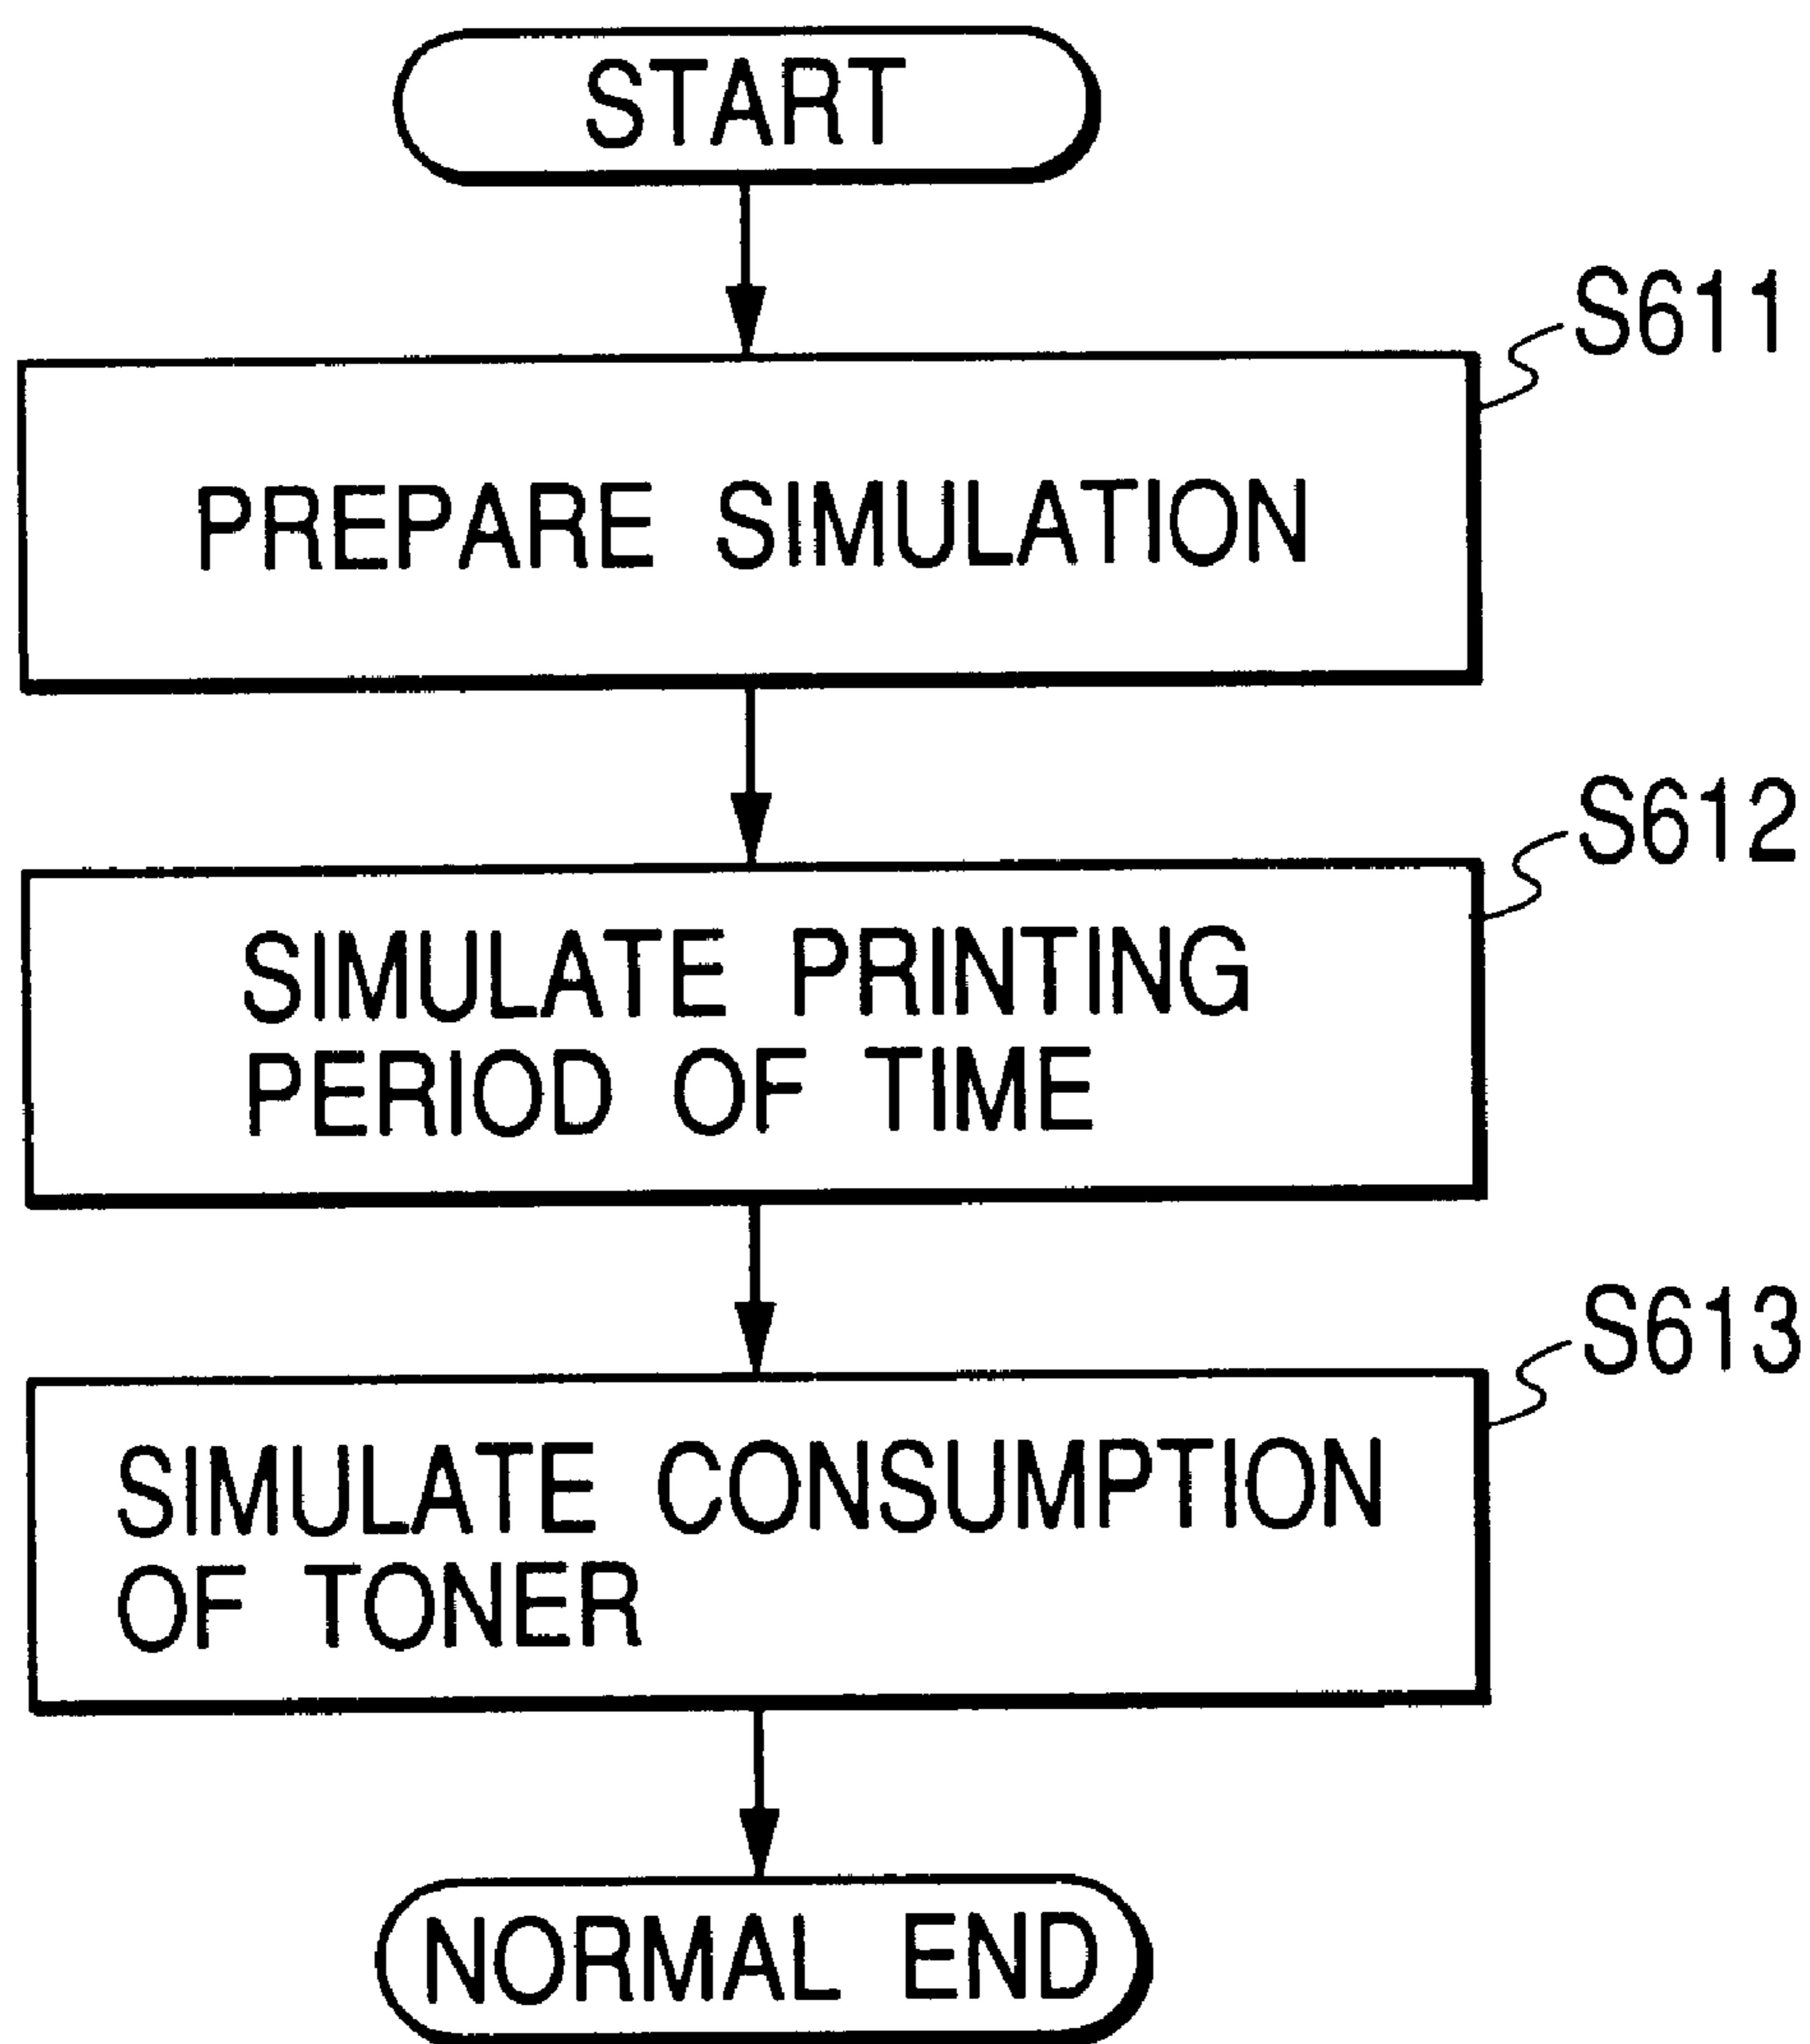 START
S611
PREPARE SIMULATION
S612
SIMULATE PRINTING
PERIOD OF TIME
S613
SIMULATE CONSUMPTION
OF TONER
NORMAL END